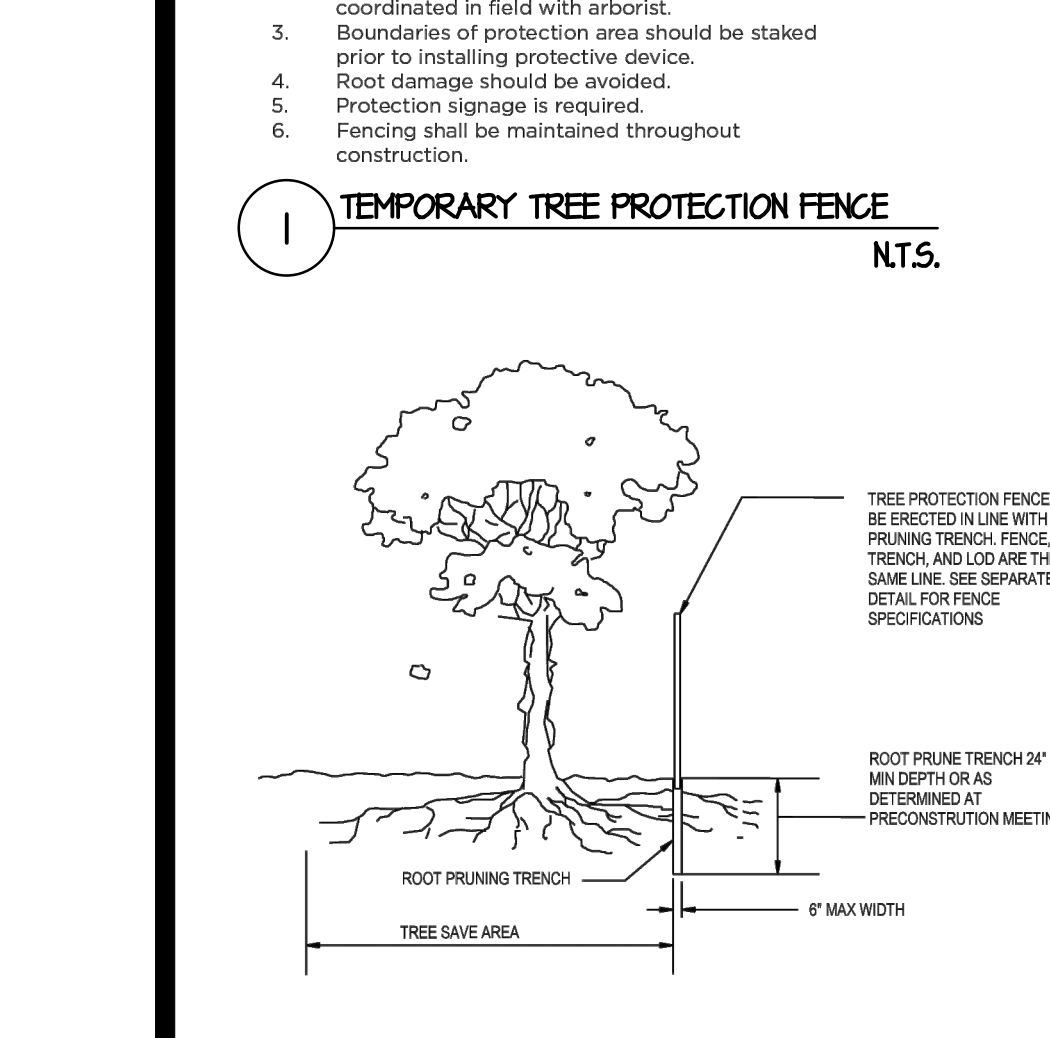 coordinated in field with arborist.
3. Boundaries of protection area should be staked
prior to installing protective device.
4. Root damage should be avoided.
5. Protection signage is required.
6. Fencing shall be maintained throughout
construction.
1
TEMPORARY TREE PROTECTION FENCE
N.T.S.
TREE PROTECTION FENCE
BE ERECTED IN LINE WITH
PRUNING TRENCH. FENCE,
TRENCH, AND LOD ARE
SAME LINE. SEE SEPARATE
DETAIL FOR FENCE
SPECIFICATIONS
ROOT PRUNE TRENCH 24"
MIN DEPTH OR AS
DETERMINED AT
PRECONSTRUTION
ROOT PRUNING TRENCH
6" MAX WIDTH
TREE SAVE AREA